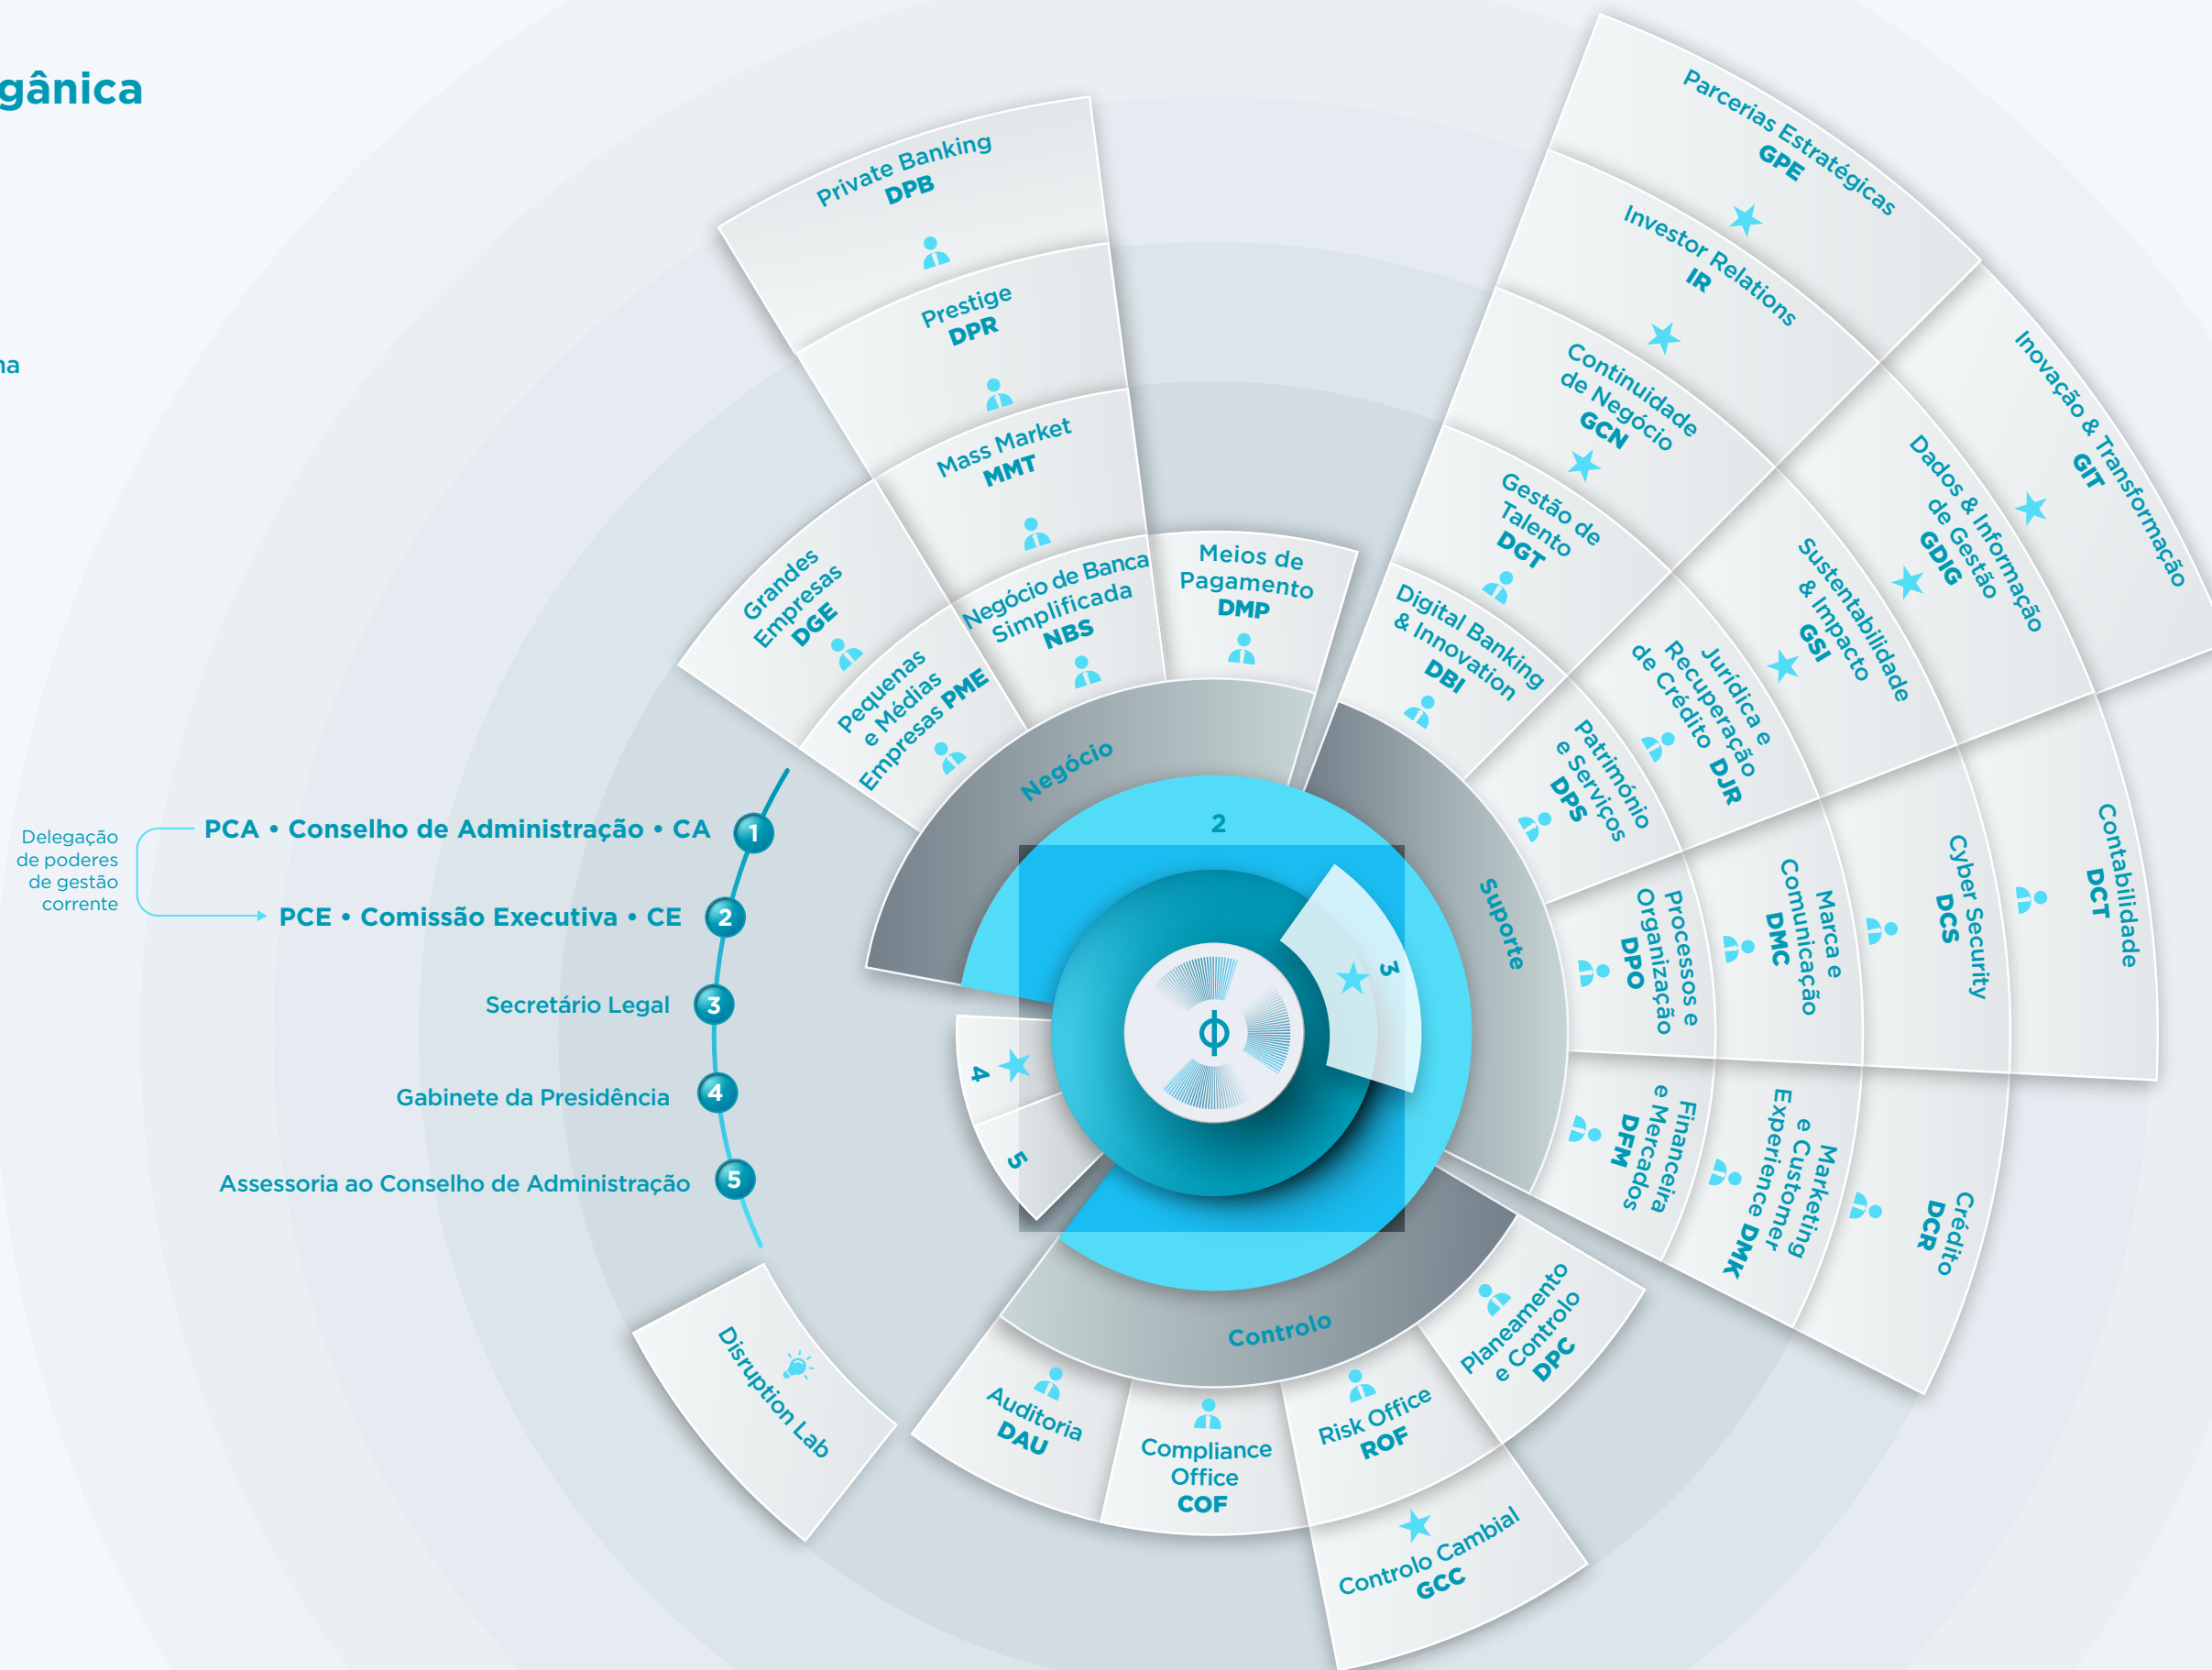 gânica
na
Delegação
de poderes
de gestão
corrente
PCA • Conselho de Administração • CA
1
PCE • Comissão Executiva • CE
2
Secretário Legal
3
Gabinete da Presidência
4
Assessoria ao Conselho de Administração
5
Private Banking
DPB
Prestige
DPR
Mass Market
MMT
Negócio de Banca
Simplificada
NBS
Grandes
Empresas
DGE
Pequenas
e Médias
Empresas PME
Meios de
Pagamento
DMP
Negócio
2
3
4
5
Suporte
Controlo
Parcerias Estratégicas
GPE
Investor Relations
IR
Continuidade
de Negócio
GCN
Gestão de
Talento
DGT
Digital Banking
& Innovation
DBI
Inovação & Transformação
GIT
Dados & Informação
de Gestão
GDIG
Sustentabilidade
& Impacto
GSI
Jurídica e
Recuperação
de Crédito DJR
Património
e Serviços
DPS
Contabilidade
DCT
Cyber Security
DCS
Marca e
Comunicação
DMC
Processos e
Organização
DPO
Crédito
DCR
Marketing
e Customer
Experience DMK
Financeira
e Mercados
DFM
Planeamento
e Controlo
DPC
Risk Office
ROF
Controlo Cambial
GCC
Compliance
Office
COF
Auditoria
DAU
Disruption Lab